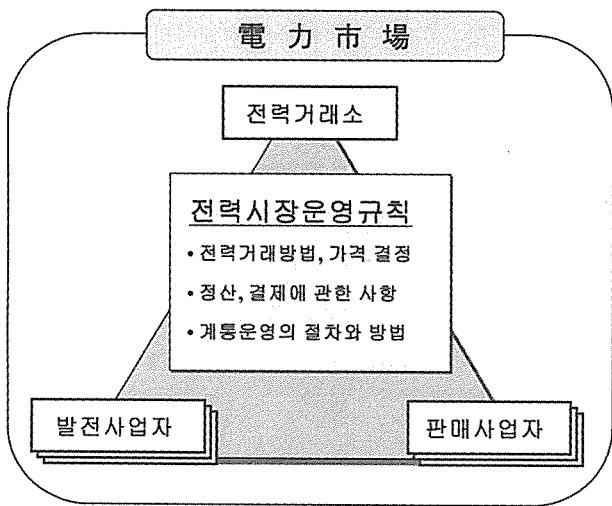 電力市場
전력거래소
전력시장운영규칙
• 전력거래방법, 가격 결정
• 정산, 결제에 관한 사항
• 계통운영의 절차와 방법
발전사업자
판매사업자